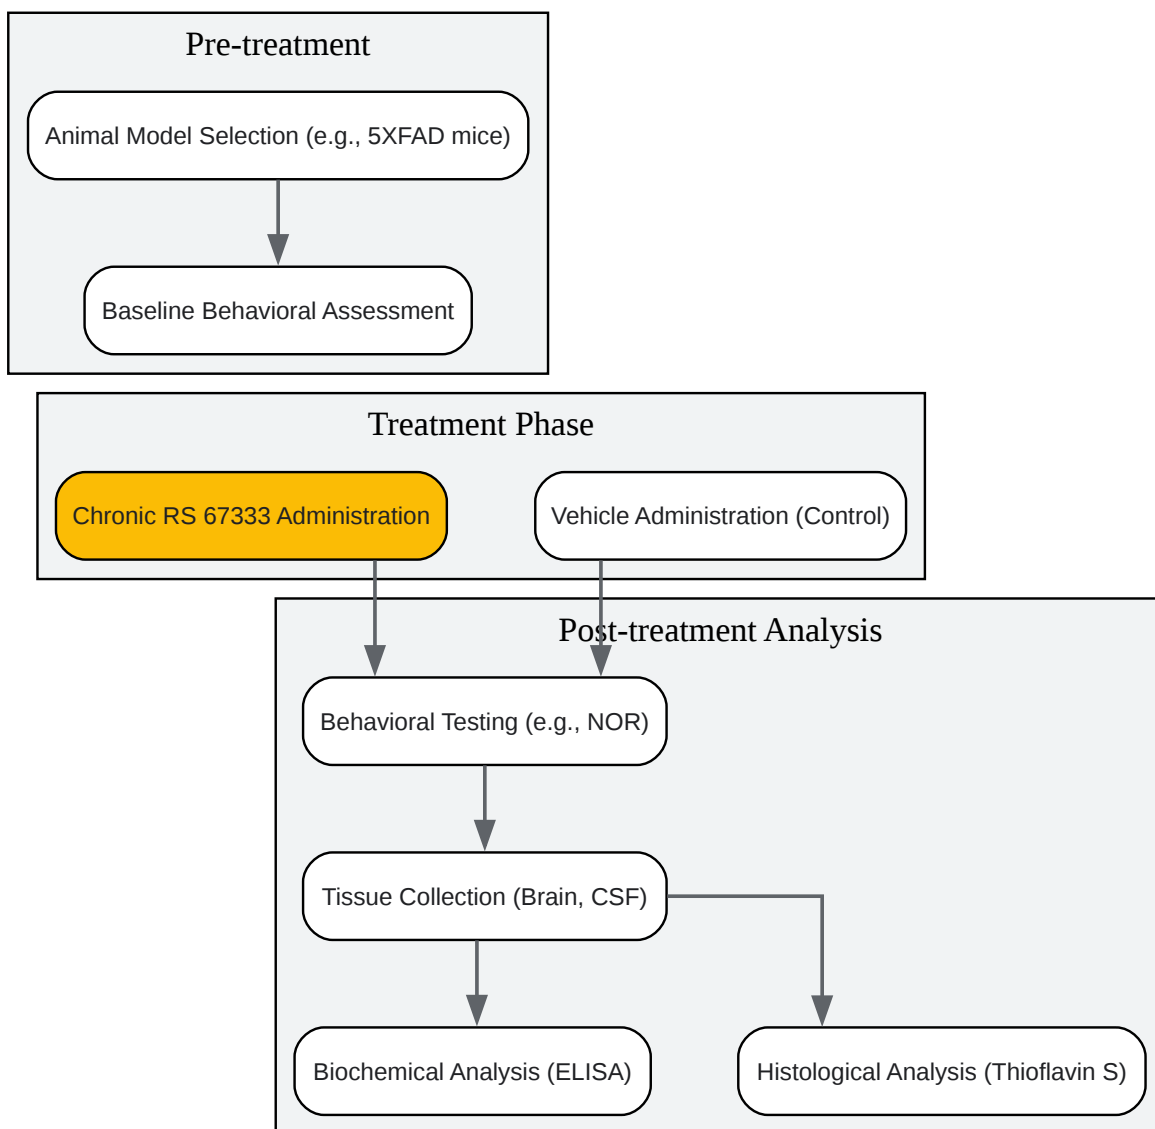 Pre-treatment
Animal Model Selection (e.g., 5XFAD mice)
Baseline Behavioral Assessment
Treatment Phase
Chronic RS 67333 Administration
Vehicle Administration (Control)
Post-treatment Analysis
Behavioral Testing (e.g., NOR)
Tissue Collection (Brain, CSF)
Biochemical Analysis (ELISA)
Histological Analysis (Thioflavin S)